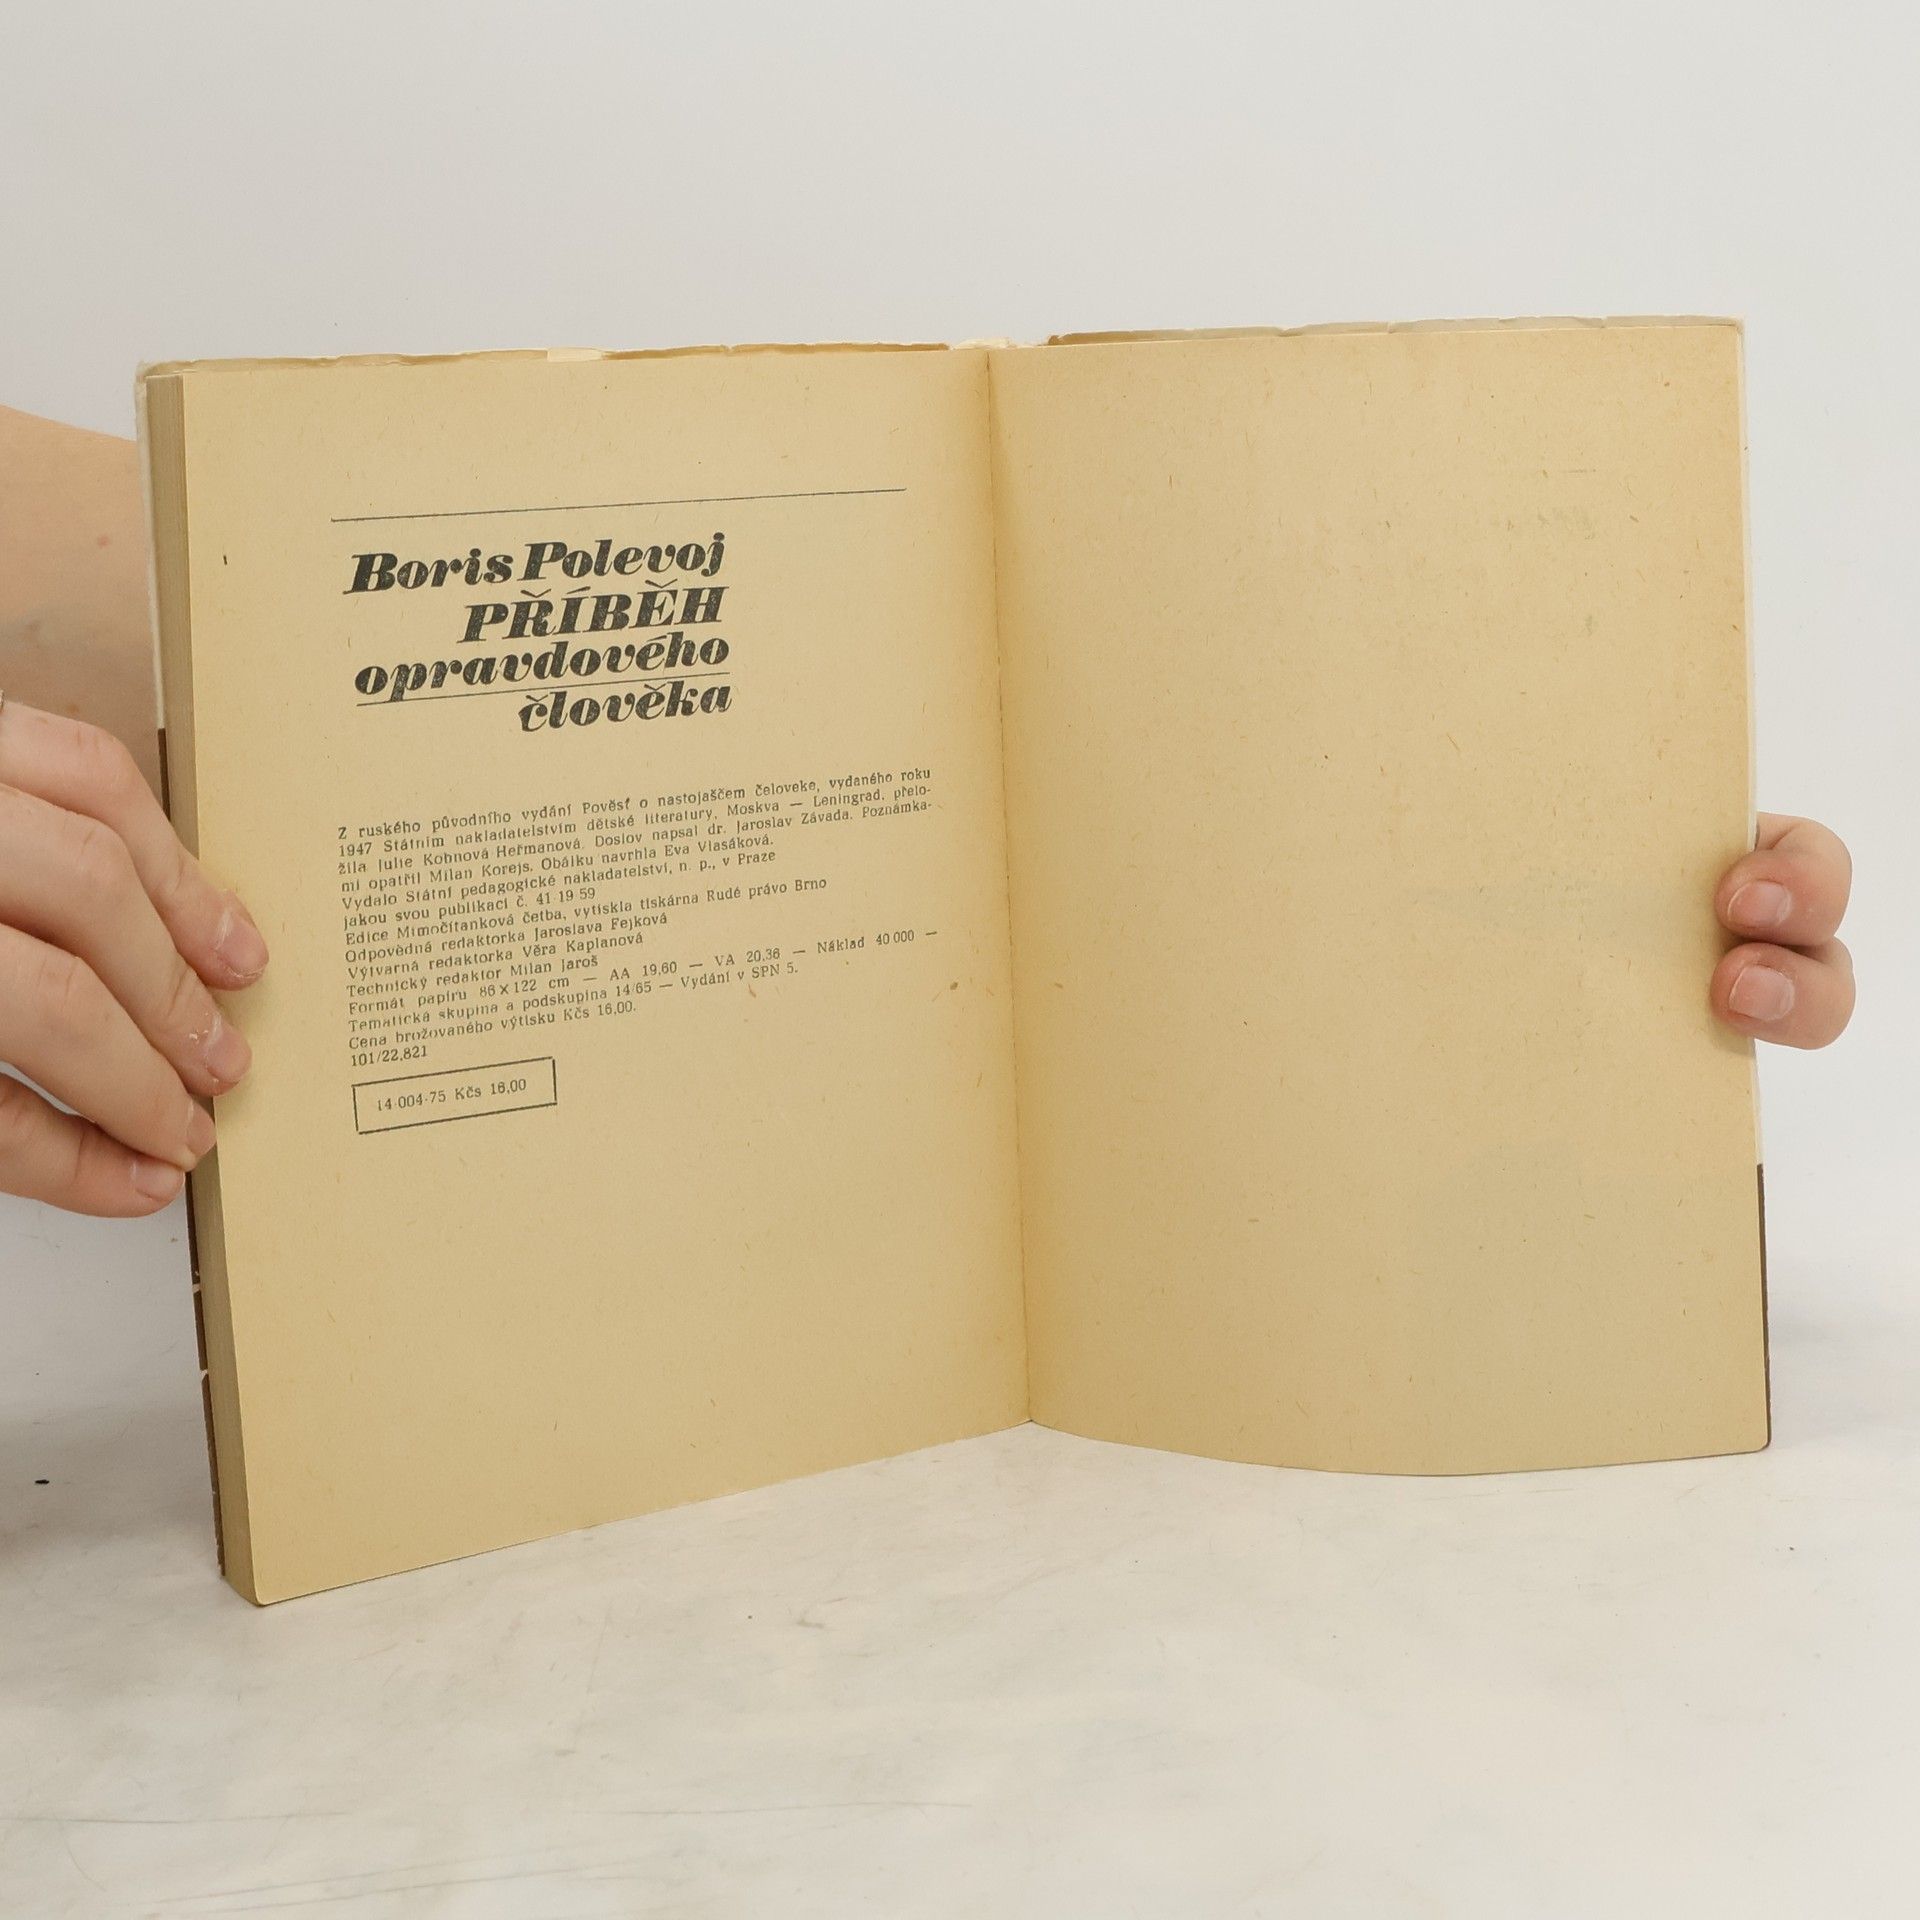 Boris Polevoj
PŘÍBĚH
opravdového
člověka
Z ruského původního vydání Pověsť o nastojaščem čeloveke, vydaného roku
1947 Státním nakladatelstvím dětské literatury, Moskva — Leningrad, přelo-
žila Julie Kobnová-Heřmanová. Doslov napsal dr. Jaroslav Závada. Poznámka-
mi opatřil Milan Korejs. Obálku navrhla Eva Vlasáková.
Vydalo Státní pedagogické nakladatelství, n. p., v Praze
jakou svou publikaci č. 41-19-59
Edice Mimočítanková četba, vytiskla tiskárna Rudé právo Brno
Odpovědná redaktorka Jaroslava Fejková
Výtvarná redaktorka Věra Kaplanová
Technický redaktor Milan Jaroš
Formát papíru 86×122 cm — AA 19,60 — VA 20,36 — Náklad 40 000 —
Tematická skupina a podskupina 14/65 — Vydání v SPN 5.
Cena brožovaného výtisku Kčs 16,00.
101/22,821
14-004-75 Kčs 16,00